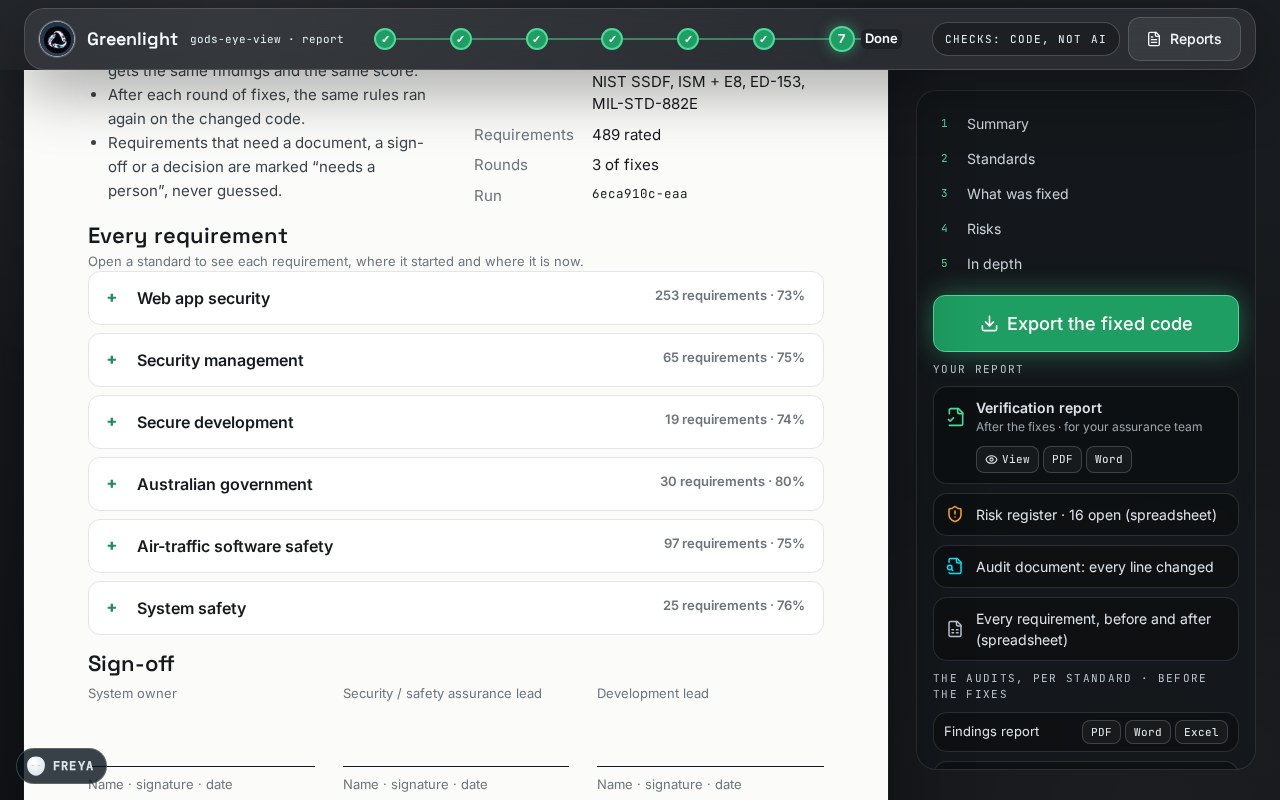 Greenlight
gods-eye-view · report
7 Done
CHECKS: CODE, NOT AI
Reports
gets the same findings and the same score.
• After each round of fixes, the same rules ran
again on the changed code.
• Requirements that need a document, a sign-
off or a decision are marked “needs a
person”, never guessed.
NIST SSDF, ISM + E8, ED-153,
MIL-STD-882E
Requirements 489 rated
Rounds 3 of fixes
Run 6eca910c-eaa
Every requirement
Open a standard to see each requirement, where it started and where it is now.
+ Web app security 253 requirements · 73%
+ Security management 65 requirements · 75%
+ Secure development 19 requirements · 74%
+ Australian government 30 requirements · 80%
+ Air-traffic software safety 97 requirements · 75%
+ System safety 25 requirements · 76%
Sign-off
System owner
Security / safety assurance lead
Development lead
Name · signature · date
Name · signature · date
Name · signature · date
FREYA
1 Summary
2 Standards
3 What was fixed
4 Risks
5 In depth
Export the fixed code
YOUR REPORT
Verification report
After the fixes · for your assurance team
View PDF Word
Risk register · 16 open (spreadsheet)
Audit document: every line changed
Every requirement, before and after
(spreadsheet)
THE AUDITS, PER STANDARD · BEFORE
THE FIXES
Findings report PDF Word Excel